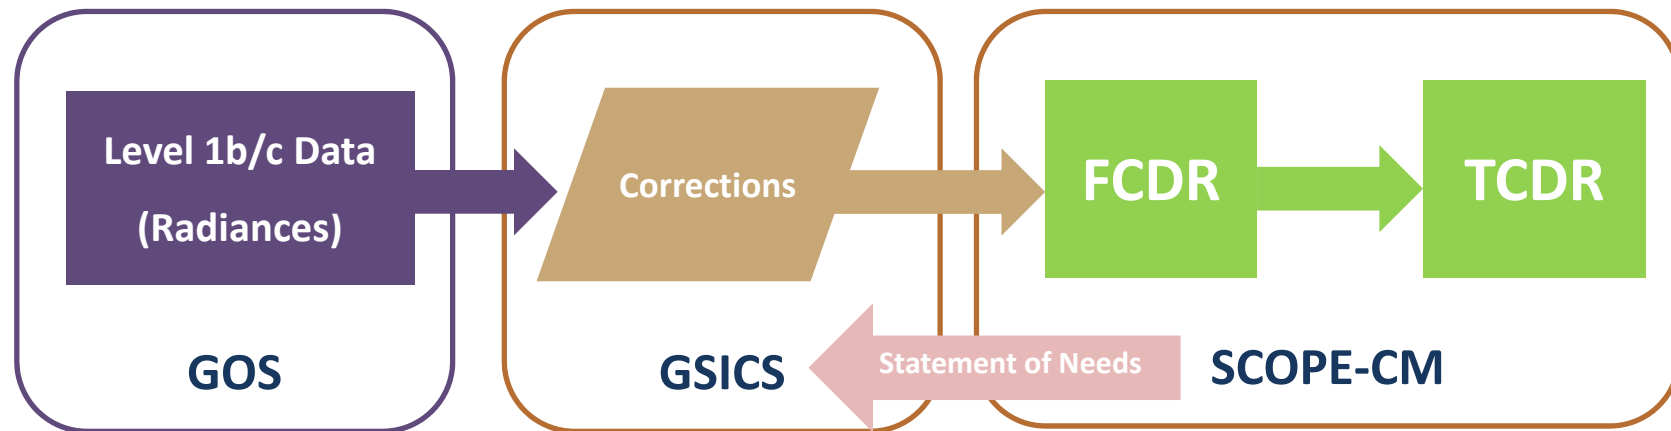 Level 1b/c Data
(Radiances)
GOS
Corrections
GSICS
Statement of Needs
FCDR
TCDR
SCOPE-CM